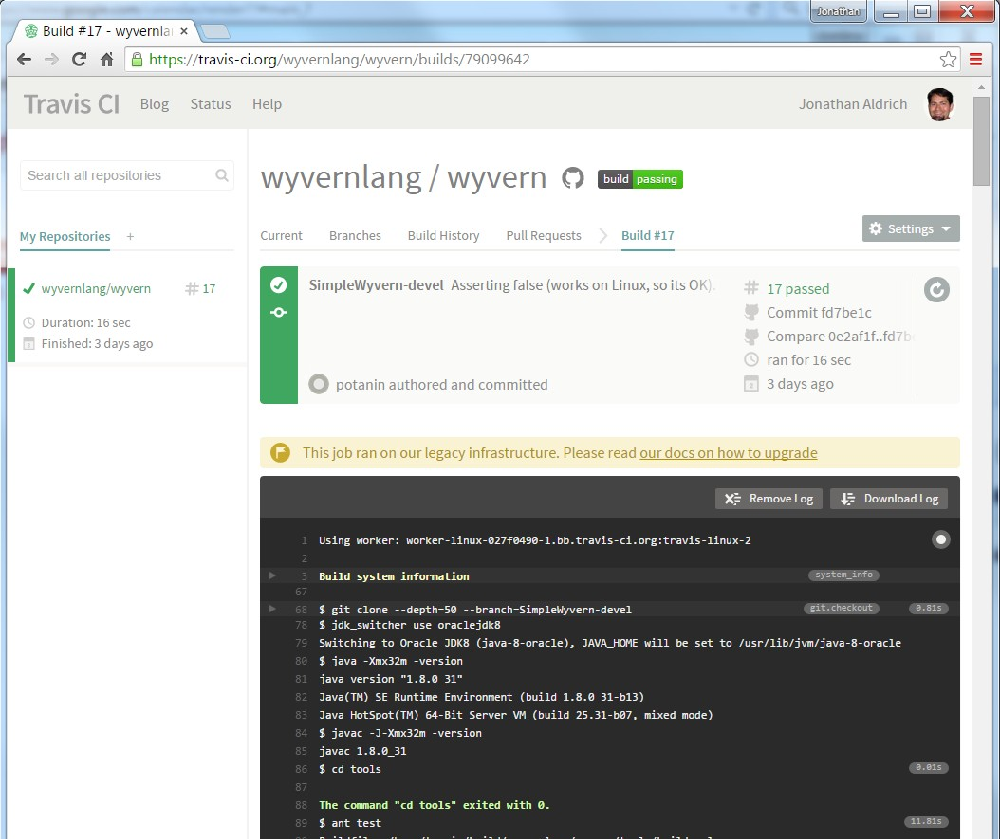 Jonathan
Build #17 - wyvernla
https://travis-ci.org/wyvernlang/wyvern/builds/79099642
Travis CI Blog Status Help Jonathan Aldrich
Search all repositories
My Repositories +
wyvernlang/wyvern # 17
Duration: 16 sec
Finished: 3 days ago
wyvernlang / wyvern build passing
Current Branches Build History Pull Requests Build #17 Settings
SimpleWyvern-devel Asserting false (works on Linux, so its OK).
# 17 passed
Commit fd7be1c
Compare 0e2af1f..fd7b
ran for 16 sec
3 days ago
potanin authored and committed
This job ran on our legacy infrastructure. Please read our docs on how to upgrade
Remove Log Download Log
1 Using worker: worker-linux-027f0490-1.bb.travis-ci.org:travis-linux-2
2
3 Build system information system_info
67
68 $ git clone --depth=50 --branch=SimpleWyvern-devel git.checkout 0.81s
78 $ jdk_switcher use oraclejdk8
79 Switching to Oracle JDK8 (java-8-oracle), JAVA_HOME will be set to /usr/lib/jvm/java-8-oracle
80 $ java -Xmx32m -version
81 java version "1.8.0_31"
82 Java(TM) SE Runtime Environment (build 1.8.0_31-b13)
83 Java HotSpot(TM) 64-Bit Server VM (build 25.31-b07, mixed mode)
84 $ javac -J-Xmx32m -version
85 javac 1.8.0_31
86 $ cd tools 0.01s
87
88 The command "cd tools" exited with 0.
89 $ ant test 11.81s